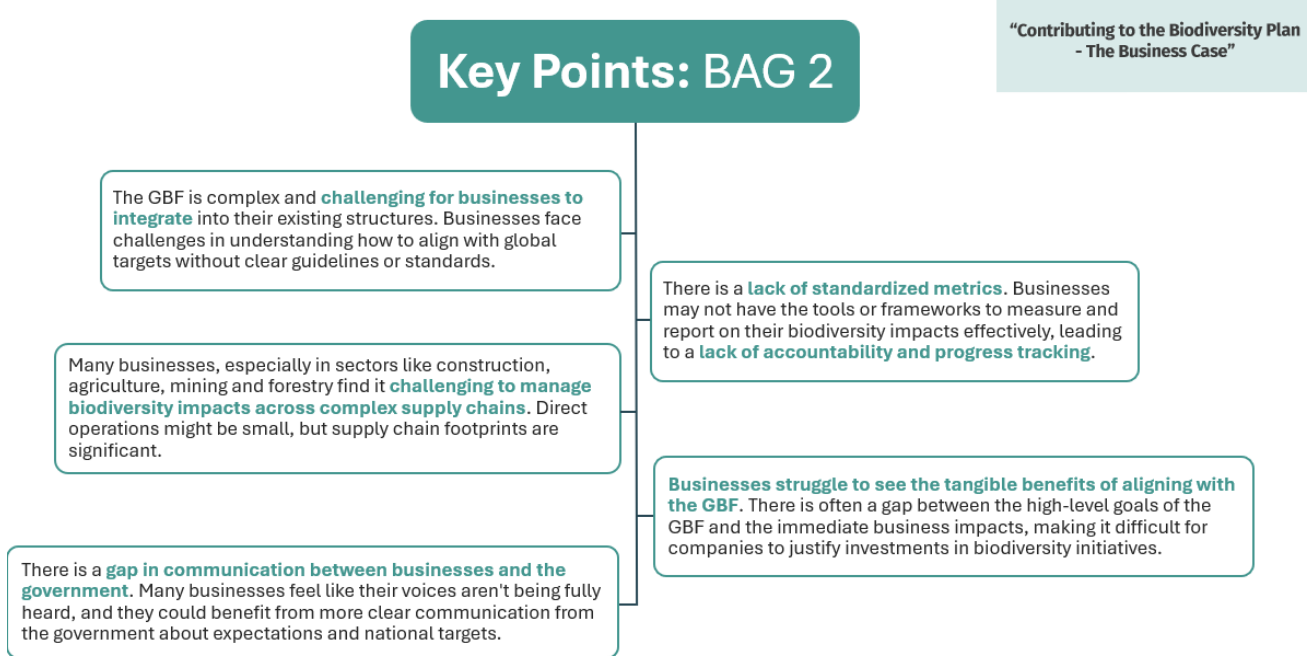 “Contributing to the Biodiversity Plan
- The Business Case”
Key Points: BAG 2
The GBF is complex and challenging for businesses to
integrate into their existing structures. Businesses face
challenges in understanding how to align with global
targets without clear guidelines or standards.
There is a lack of standardized metrics. Businesses
may not have the tools or frameworks to measure and
report on their biodiversity impacts effectively, leading
to a lack of accountability and progress tracking.
Many businesses, especially in sectors like construction,
agriculture, mining and forestry find it challenging to manage
biodiversity impacts across complex supply chains. Direct
operations might be small, but supply chain footprints are
significant.
Businesses struggle to see the tangible benefits of aligning with
the GBF. There is often a gap between the high-level goals of the
GBF and the immediate business impacts, making it difficult for
companies to justify investments in biodiversity initiatives.
There is a gap in communication between businesses and the
government. Many businesses feel like their voices aren't being fully
heard, and they could benefit from more clear communication from
the government about expectations and national targets.